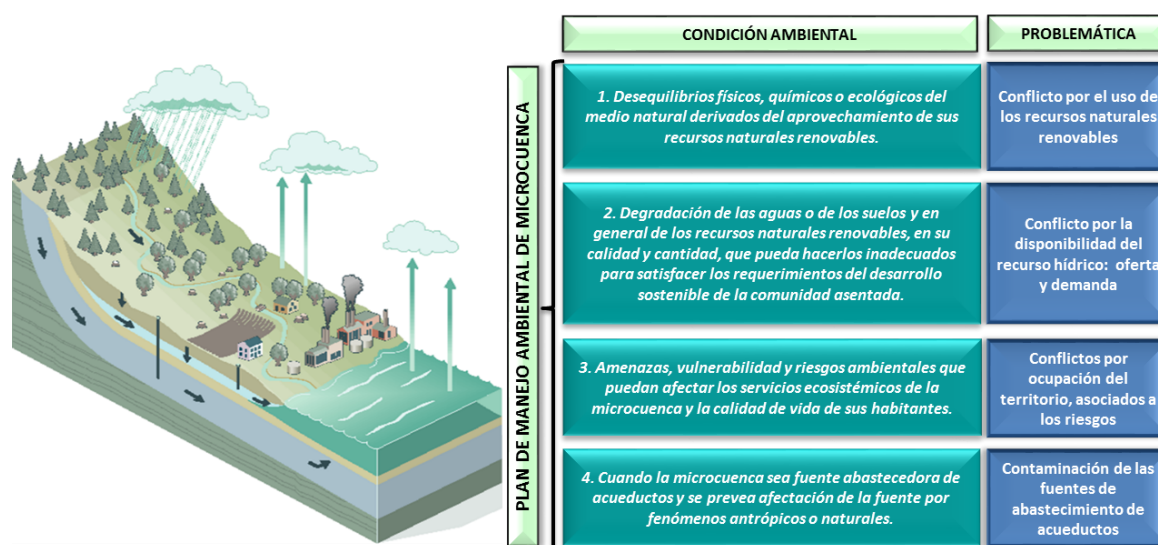 CONDICIÓN AMBIENTAL
PROBLEMÁTICA
PLAN DE MANEJO AMBIENTAL DE MICROCUENCA
1. Desequilibrios físicos, químicos o ecológicos del
medio natural derivados del aprovechamiento de sus
recursos naturales renovables.
Conflicto por el uso de
los recursos naturales
renovables
2. Degradación de las aguas o de los suelos y en
general de los recursos naturales renovables, en su
calidad y cantidad, que pueda hacerlos inadecuados
para satisfacer los requerimientos del desarrollo
sostenible de la comunidad asentada.
Conflicto por la
disponibilidad del
recurso hídrico: oferta
y demanda
3. Amenazas, vulnerabilidad y riesgos ambientales que
puedan afectar los servicios ecosistémicos de la
microcuenca y la calidad de vida de sus habitantes.
Conflictos por
ocupación del
territorio, asociados a
los riesgos
4. Cuando la microcuenca sea fuente abastecedora de
acueductos y se prevea afectación de la fuente por
fenómenos antrópicos o naturales.
Contaminación de las
fuentes de
abastecimiento de
acueductos